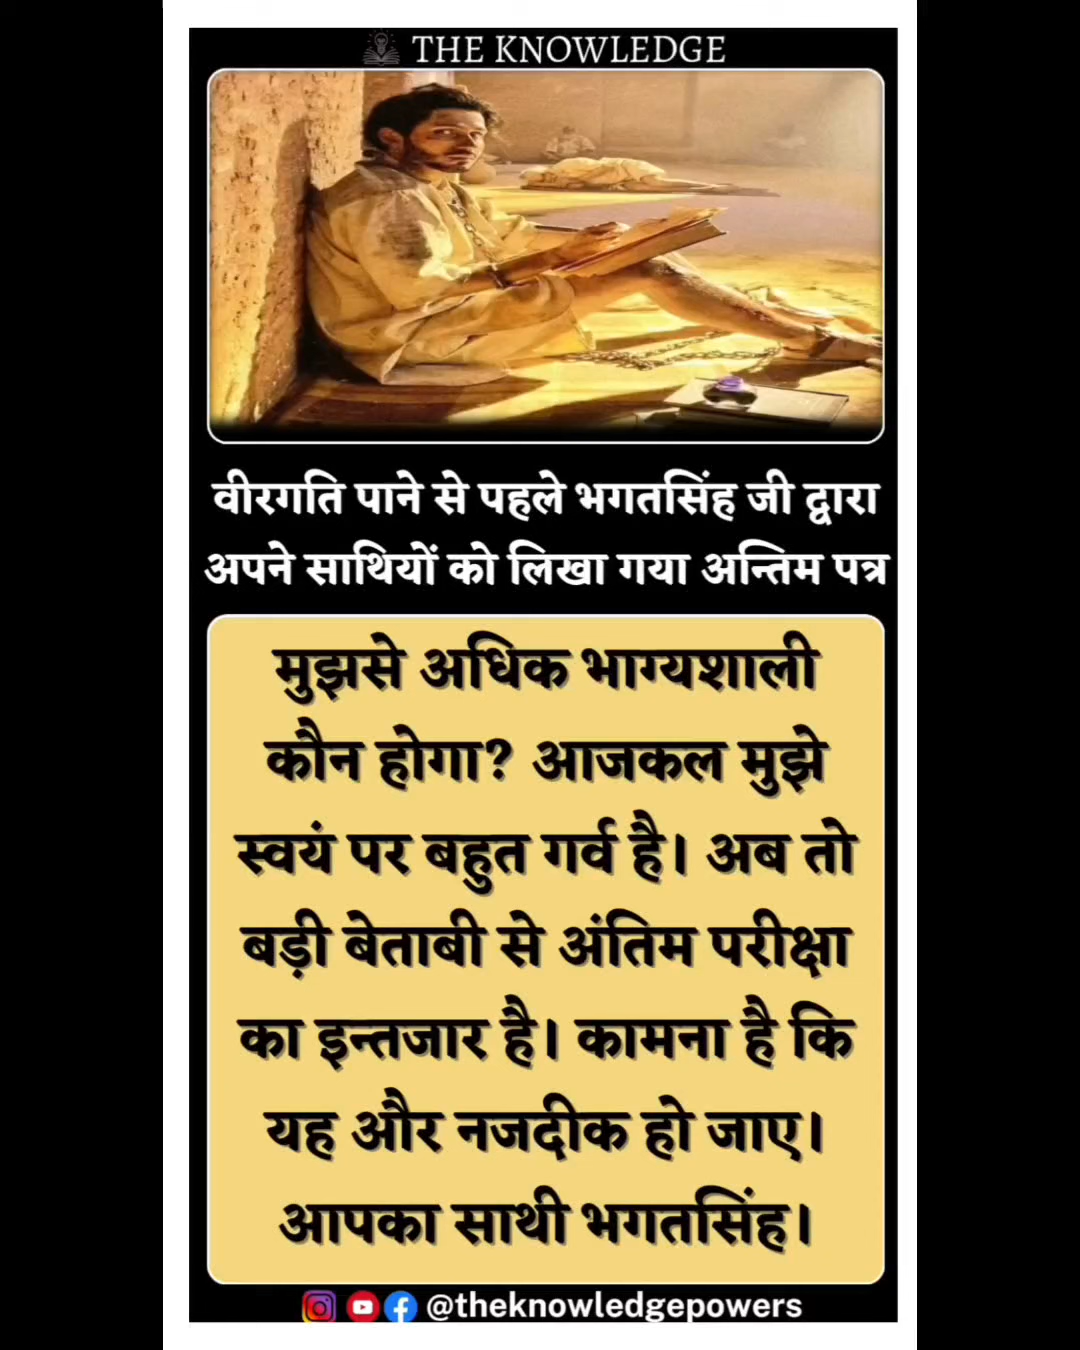 THE KNOWLEDGE
वीरगति पाने से पहले भगतसिंह जी द्वारा
अपने साथियों को लिखा गया अन्तिम पत्र
मुझसे अधिक भाग्यशाली
कौन होगा? आजकल मुझे
स्वयं पर बहुत गर्व है। अब तो
बड़ी बेताबी से अंतिम परीक्षा
का इन्तजार है। कामना है कि
यह और नजदीक हो जाए।
आपका साथी भगतसिंह।
@theknowledgepowers